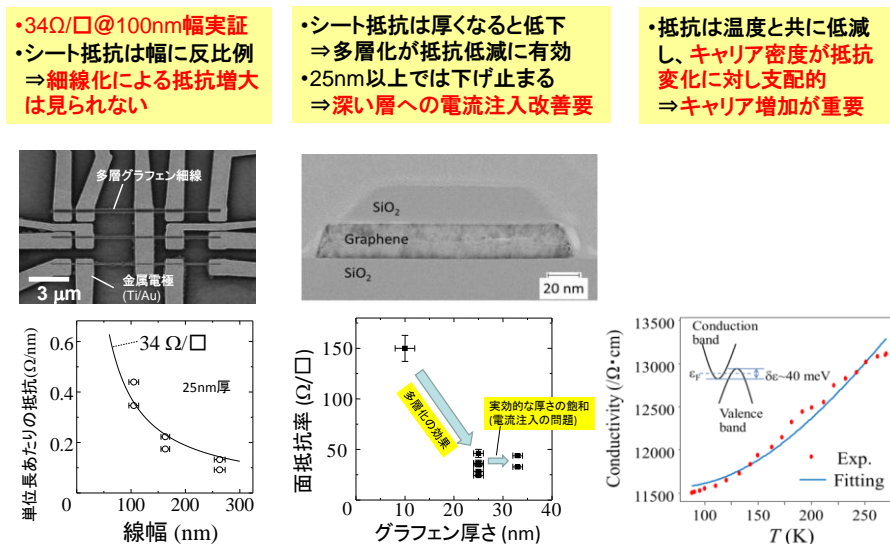 ・34Ω/口@100nm幅実証
・シート抵抗は幅に反比例
⇒細線化による抵抗増大
は見られない
・シート抵抗は厚くなると低下
⇒多層化が抵抗低減に有効
・25nm以上では下げ止まる
⇒深い層への電流注入改善要
・抵抗は温度と共に低減
し、キャリア密度が抵抗
変化に対し支配的
⇒キャリア増加が重要
多層グラフェン細線
3 μm
金属電極
(Ti/Au)
SiO2
Graphene
SiO2
20 nm
単位長あたりの抵抗(Ω/nm)
0.6
0.4
0.2
34 Ω/口
25nm厚
0
100
200
300
線幅 (nm)
面抵抗率 (Ω/口)
150
100
50
0
多層化の効果
実効的な厚さの飽和
(電流注入の問題)
0
10
20
30
40
グラフェン厚さ (nm)
Conductivity (/Ω・cm)
13500
13000
12500
12000
11500
Conduction
band
εF
δε~40 meV
Valence
band
Exp.
Fitting
100
150
200
250
T (K)